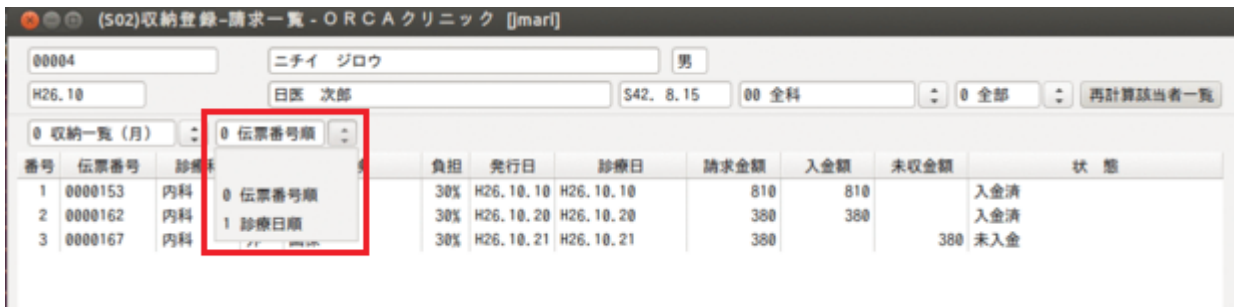 (S02)収納登録-請求一覧-ORCAクリニック [jmari]
00004 ニチイ ジロウ 男
H26.10 日医 次郎 S42. 8.15 00 全科 0 全部 再計算該当者一覧
0 収納一覧(月) 0 伝票番号順
番号 伝票番号 負担 発行日 診療日 請求金額 入金額 未収金額 状 態
1 0000153 内科 30% H26.10.10 H26.10.10 810 810 入金済
2 0000162 内科 30% H26.10.20 H26.10.20 380 380 入金済
3 0000167 内科 30% H26.10.21 H26.10.21 380 380 未入金
0 伝票番号順
1 診療日順